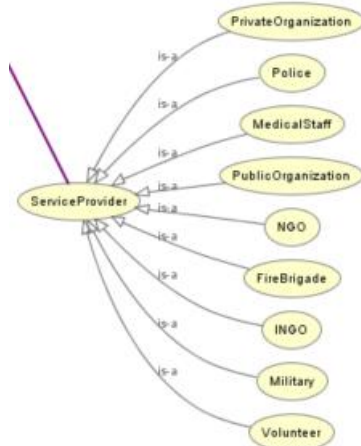 PrivateOrganization
is-a
Police
is-a
MedicalStaff
is-a
PublicOrganization
is-a
ServiceProvider
is-a
NGO
is-a
FireBrigade
is-a
INGO
is-a
Military
is-a
Volunteer